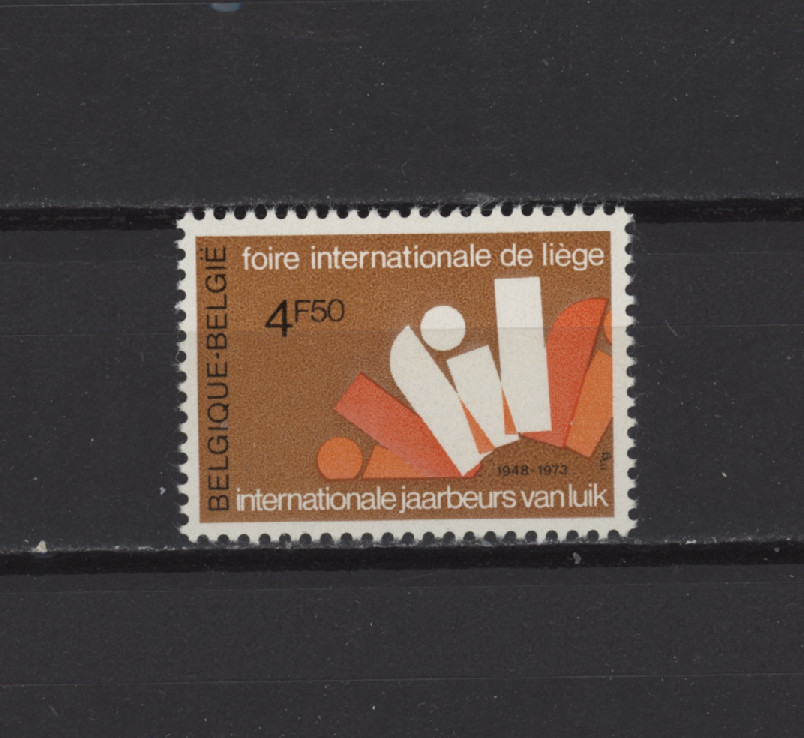 foire internationale de liège
BELGIQUE-BELGIË
4F50
1948-1973
internationale jaarbeurs van luik